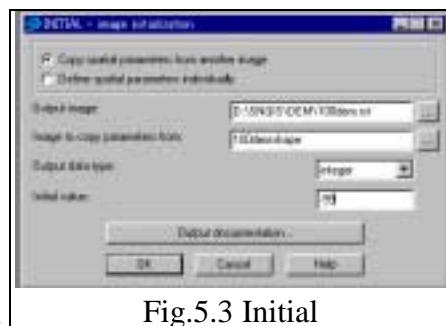 INITIAL - image initialization
Copy spatial parameters from another image
Define spatial parameters individually
Output image:
Image to copy parameters from:
Output data type:
integer
Initial value:
Output documentation...
OK
Cancel
Help
Fig.5.3 Initial